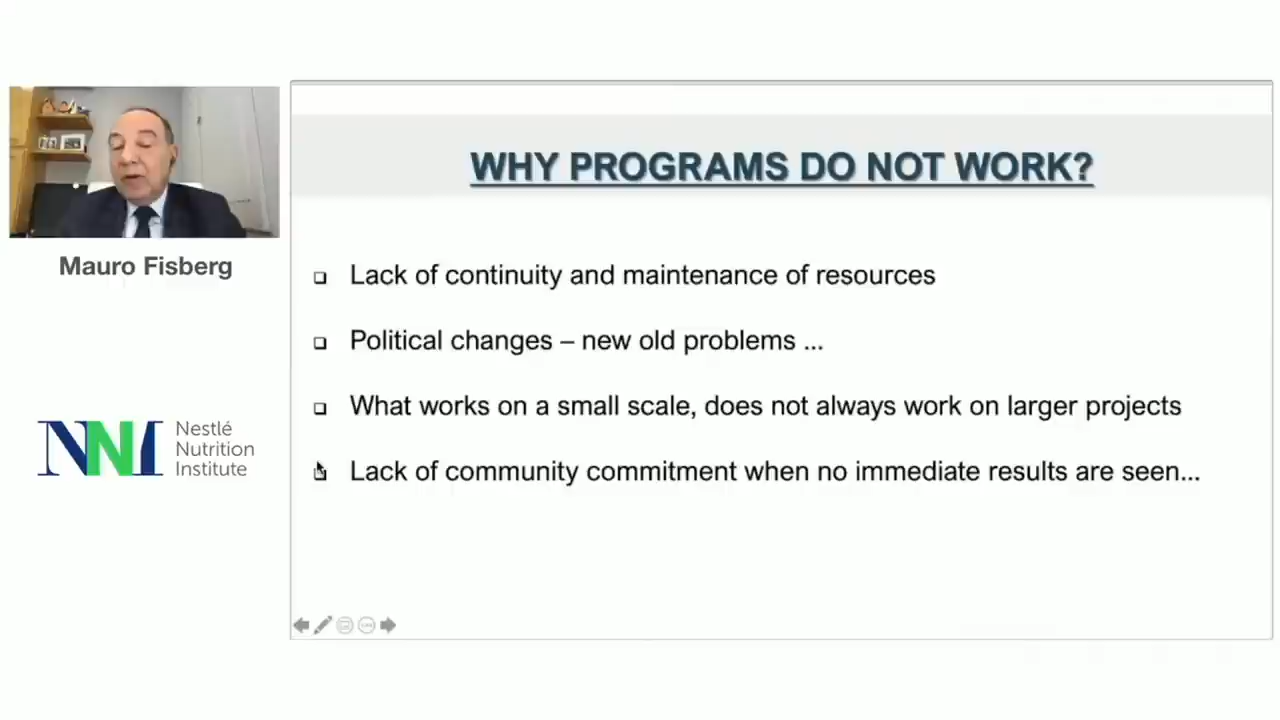 WHY PROGRAMS DO NOT WORK?
Mauro Fisberg
Lack of continuity and maintenance of resources
Political changes – new old problems ...
What works on a small scale, does not always work on larger projects
Lack of community commitment when no immediate results are seen...
NNI
Nestlé
Nutrition
Institute